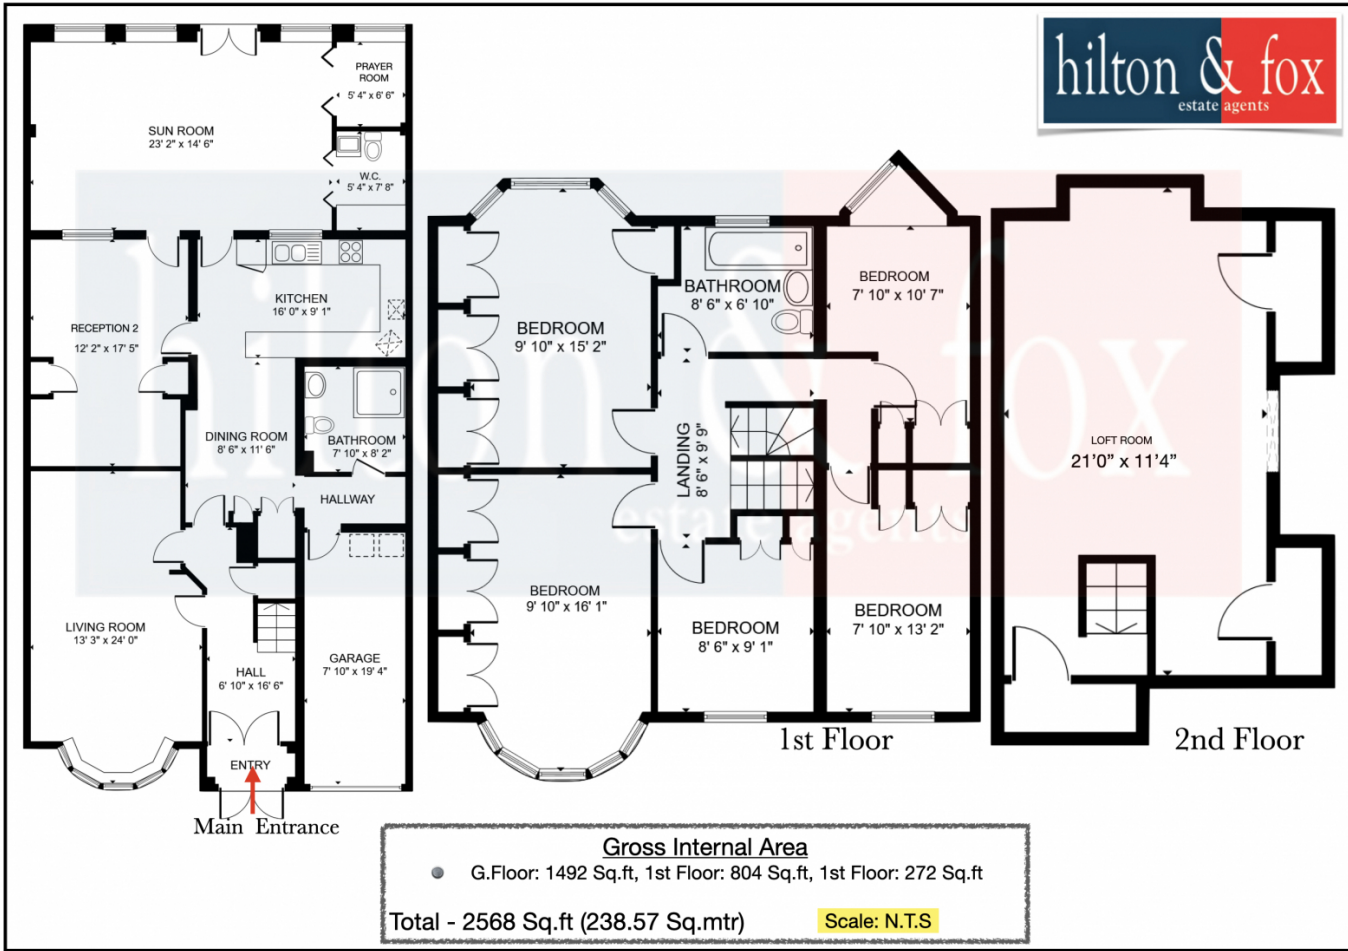 hilton & fox
estate agents
PRAYER
ROOM
5' 4" x 6' 6"
SUN ROOM
23' 2" x 14' 6"
W.C.
5' 4" x 7' 8"
KITCHEN
16' 0" x 9' 1"
RECEPTION 2
12' 2" x 17' 5"
DINING ROOM
8' 6" x 11' 6"
BATHROOM
7' 10" x 8' 2"
HALLWAY
LIVING ROOM
13' 3" x 24' 0"
HALL
6' 10" x 16' 6"
GARAGE
7' 10" x 19' 4"
ENTRY
Main Entrance
BEDROOM
9' 10" x 15' 2"
BATHROOM
8' 6" x 6' 10"
BEDROOM
7' 10" x 10' 7"
LANDING
8' 6" x 9' 9"
BEDROOM
9' 10" x 16' 1"
BEDROOM
8' 6" x 9' 1"
BEDROOM
7' 10" x 13' 2"
1st Floor
LOFT ROOM
21'0" x 11'4"
2nd Floor
hilton & fox
estate agents
Gross Internal Area
G.Floor: 1492 Sq.ft, 1st Floor: 804 Sq.ft, 1st Floor: 272 Sq.ft
Total - 2568 Sq.ft (238.57 Sq.mtr)
Scale: N.T.S